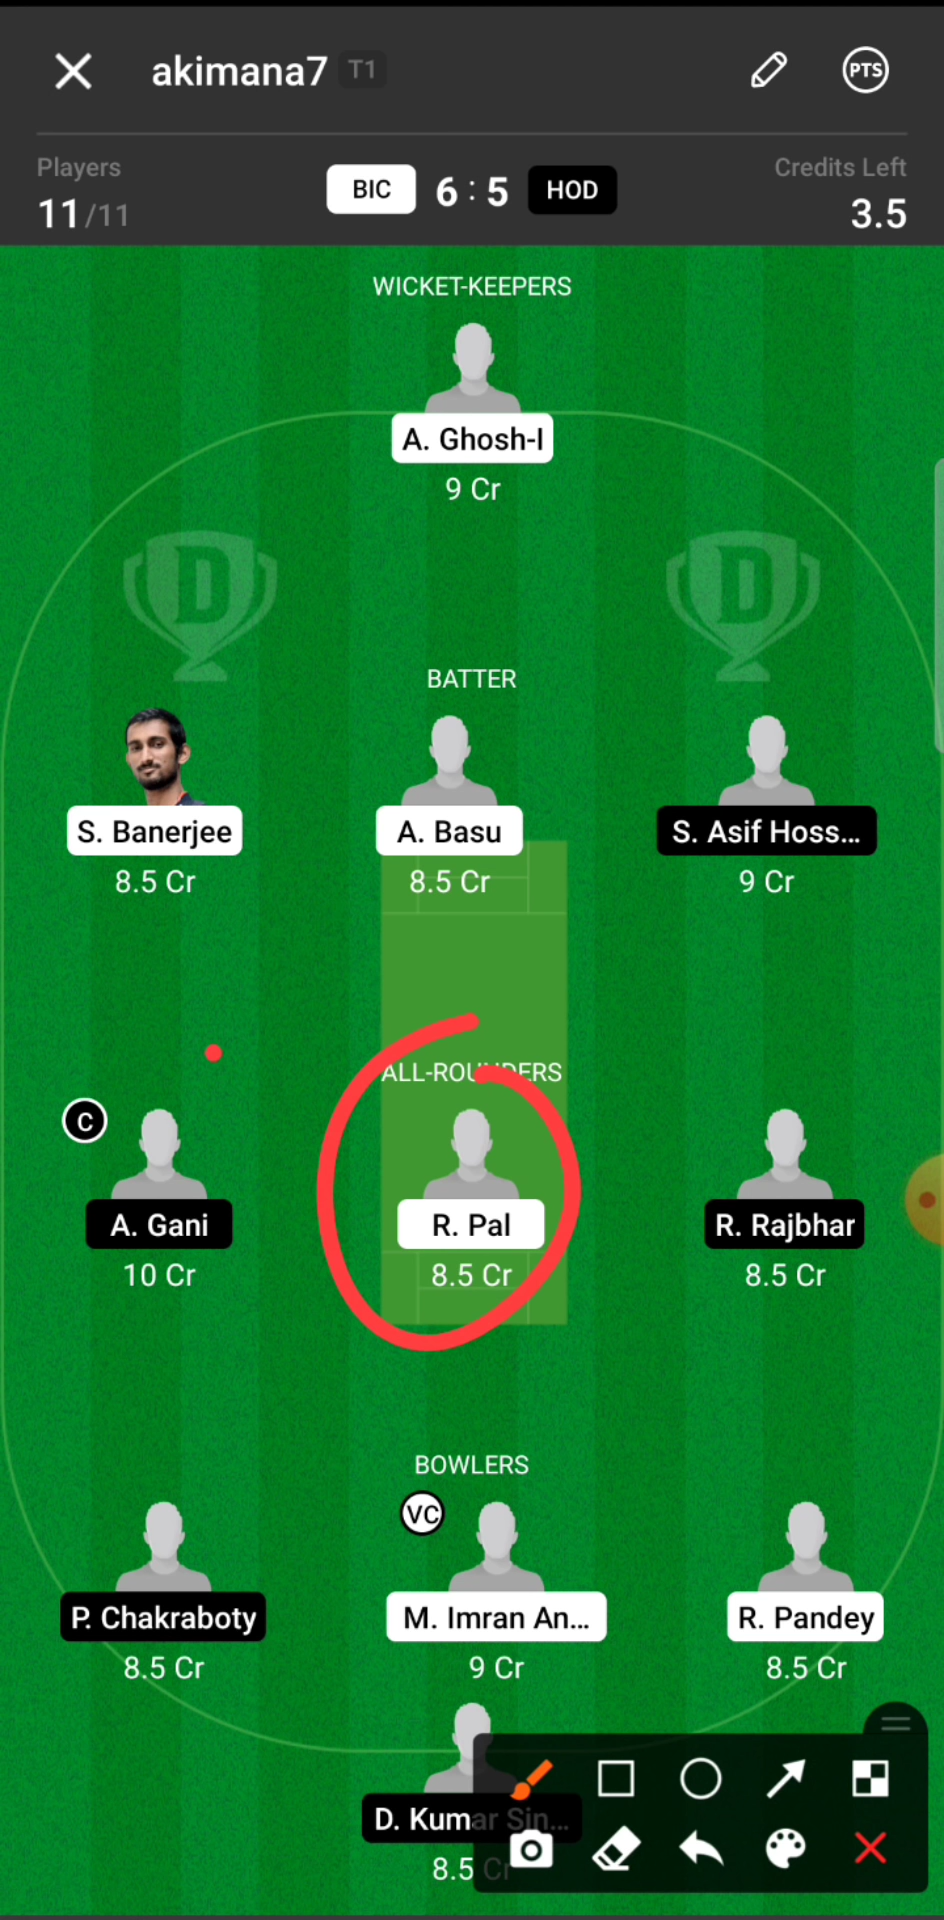 akimana7 T1 PTS
Players Credits Left
11/11 BIC 6 : 5 HOD 3.5
WICKET-KEEPERS
A. Ghosh-I
9 Cr
D D
BATTER
S. Banerjee A. Basu S. Asif Hoss...
8.5 Cr 8.5 Cr 9 Cr
ALL-ROUNDERS
C
A. Gani R. Pal R. Rajbhar
10 Cr 8.5 Cr 8.5 Cr
BOWLERS
VC
P. Chakraboty M. Imran An... R. Pandey
8.5 Cr 9 Cr 8.5 Cr
D. Kumar Sin...
8.5 Cr